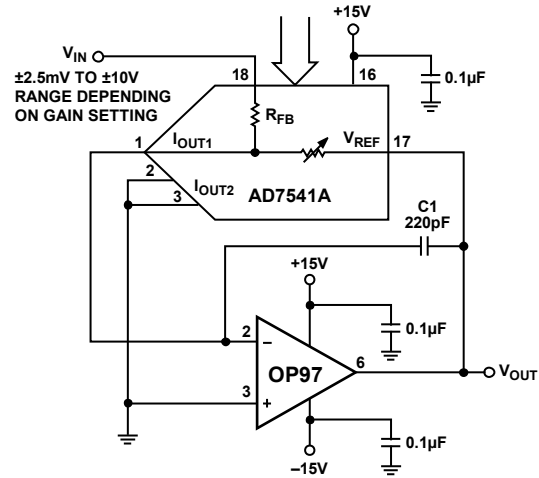 +15V
VIN
±2.5mV TO ±10V
RANGE DEPENDING
ON GAIN SETTING
18
16
0.1µF
RFB
1
IOUT1
VREF
17
2
IOUT2
3
AD7541A
C1
220pF
+15V
0.1µF
2
–
OP97
6
VOUT
3
+
0.1µF
–15V